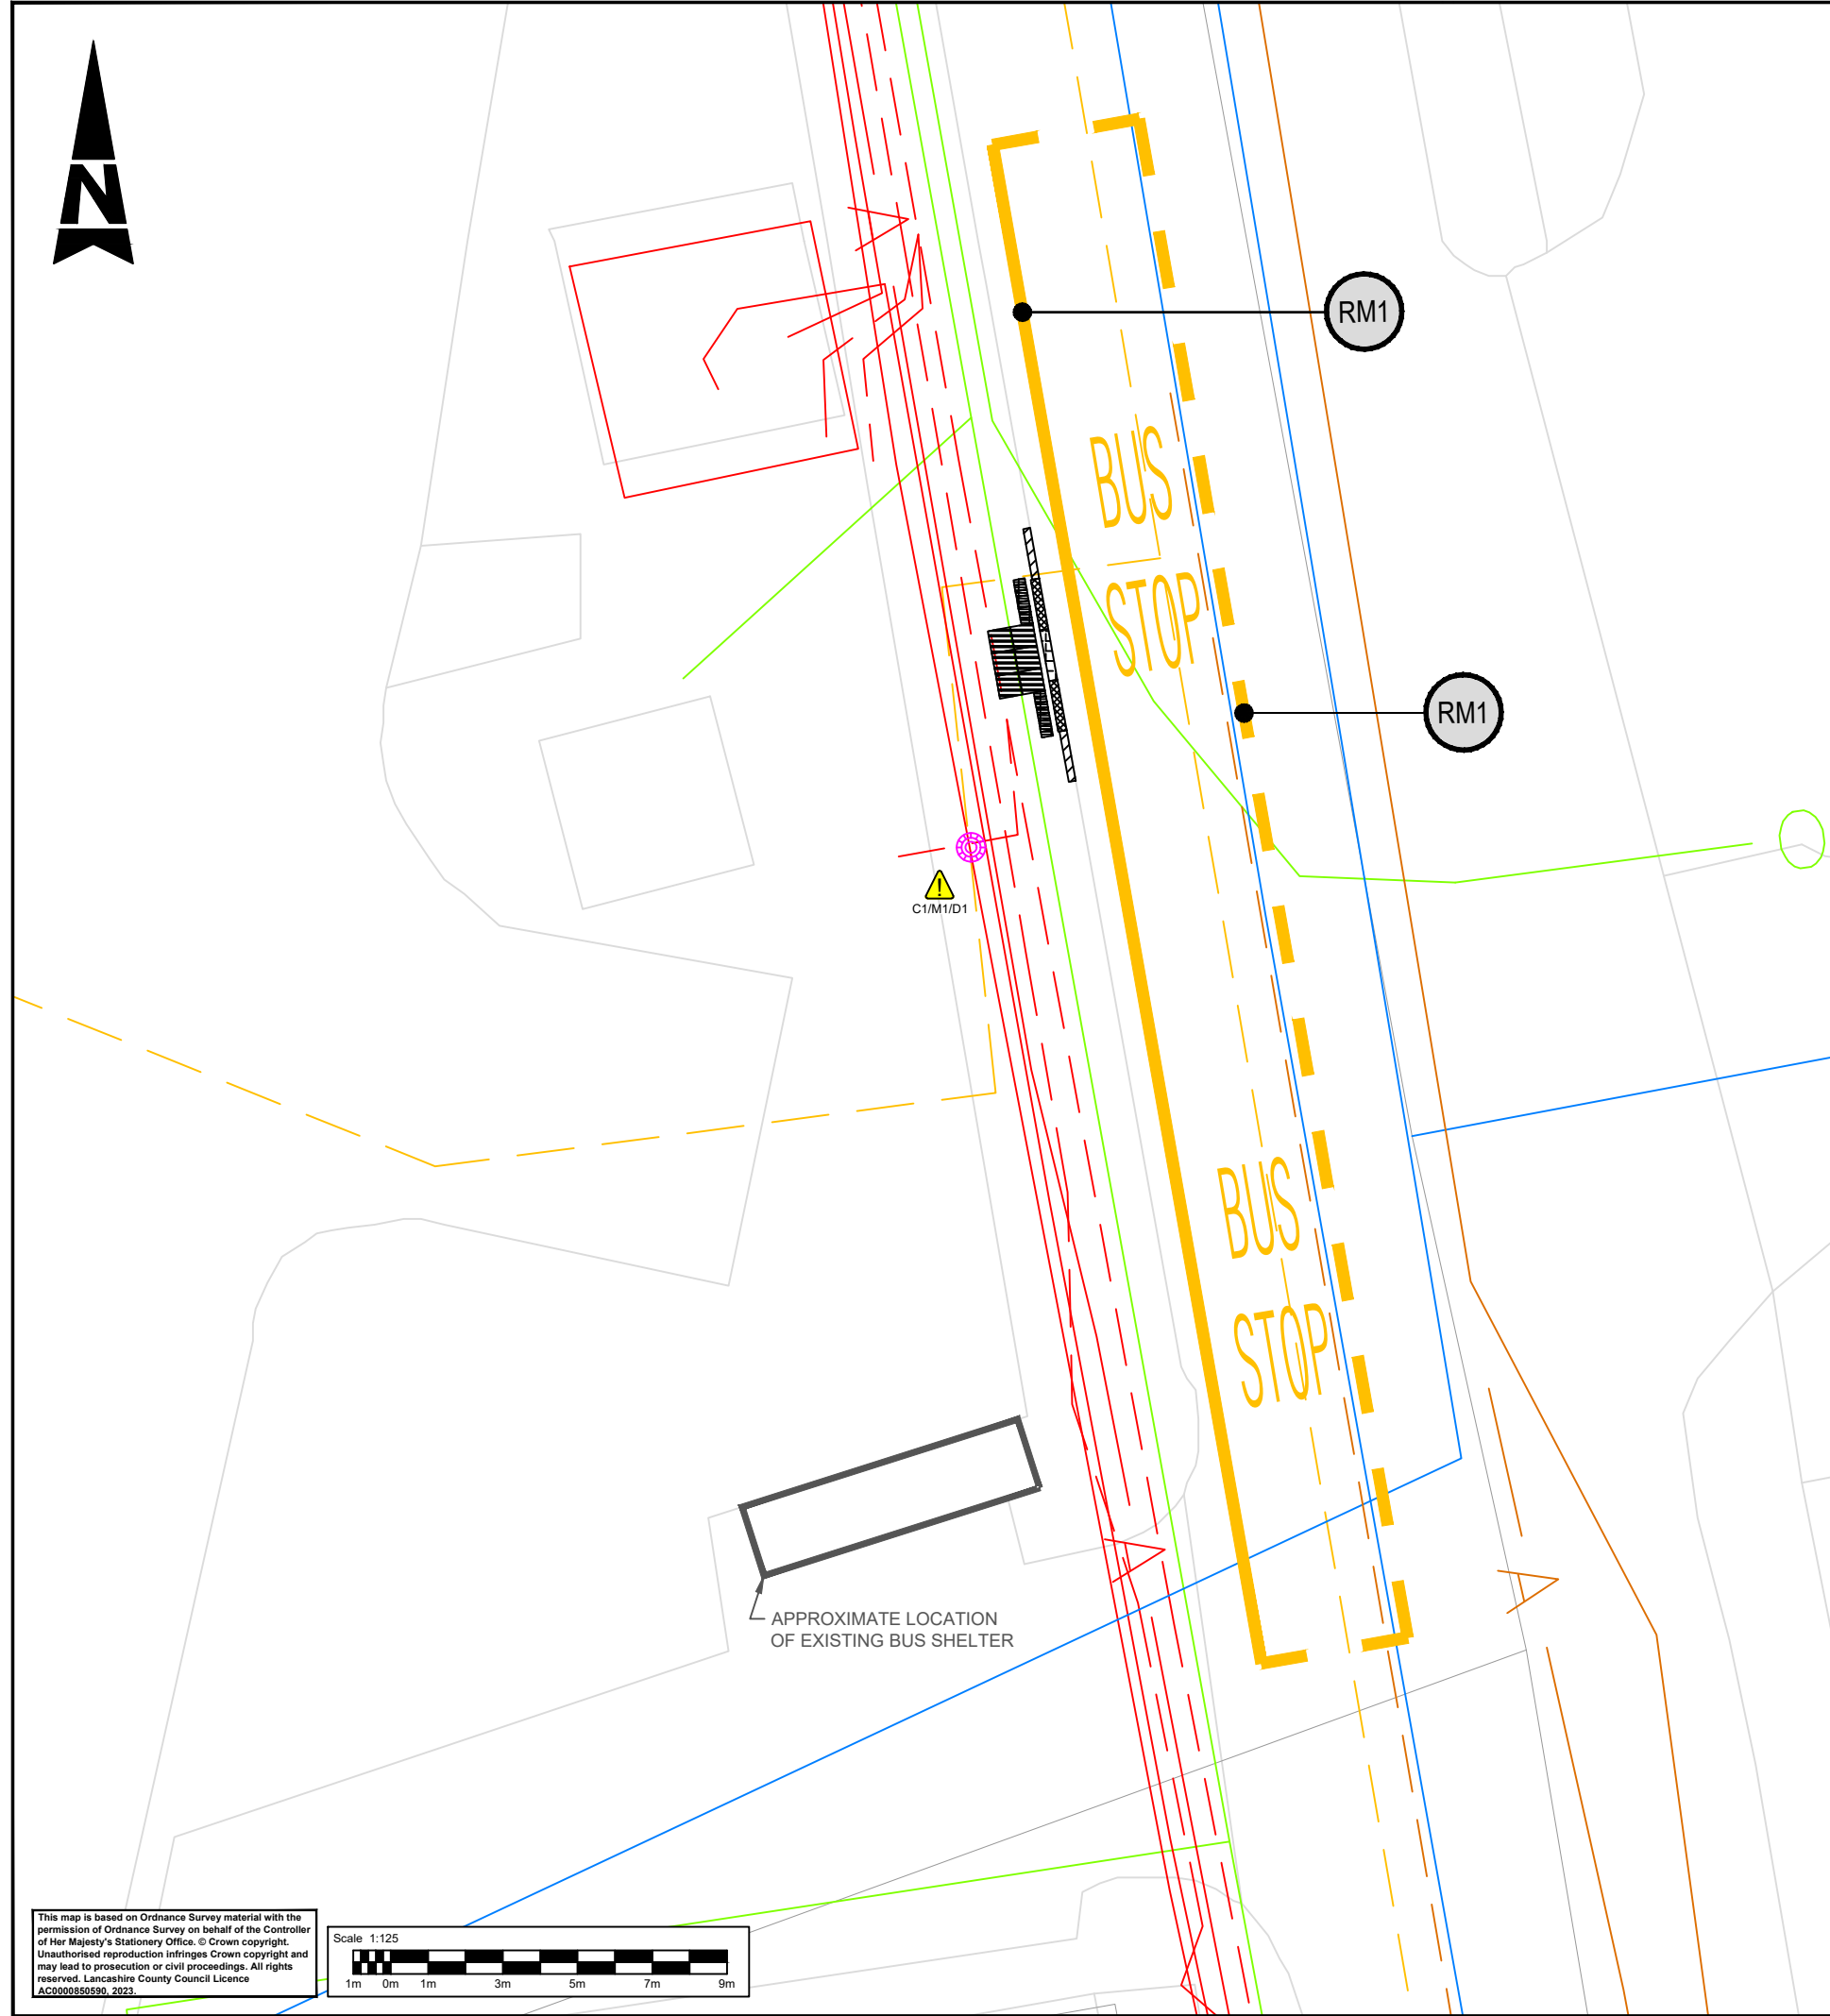 N
RM1
BUS
STOP
RM1
C1/M1/D1
BUS
STOP
APPROXIMATE LOCATION
OF EXISTING BUS SHELTER
This map is based on Ordnance Survey material with the
permission of Ordnance Survey on behalf of the Controller
of Her Majesty's Stationery Office. © Crown copyright.
Unauthorised reproduction infringes Crown copyright and
may lead to prosecution or civil proceedings. All rights
reserved. Lancashire County Council Licence
AC0000850590, 2023.
Scale 1:125
1m 0m 1m 3m 5m 7m 9m